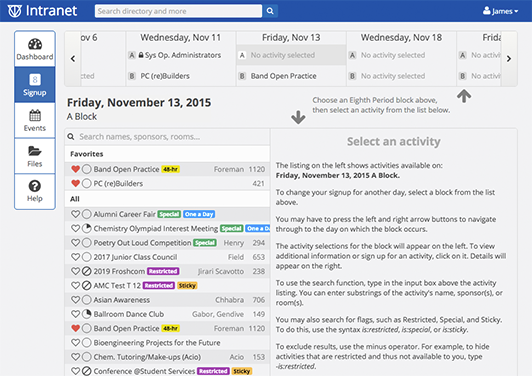 Intranet
Search directory and more
James
Dashboard
Signup
Events
Files
Help
ov 6
Wednesday, Nov 11
Friday, Nov 13
Wednesday, Nov 18
Frida
cted
A Sys Op. Administrators
A No activity selected
A No activity selected
A No activi
cted
B PC (re)Builders
B Band Open Practice
B No activity selected
B No activi
Friday, November 13, 2015
A Block
Choose an Eighth Period block above,
then select an activity from the list below.
Search names, sponsors, rooms...
Favorites
Band Open Practice 48-hr Foreman 1120
PC (re)Builders 421
All
Alumni Career Fair Special One a Day
Chemistry Olympiad Interest Meeting Special One a Da
Poetry Out Loud Competition Special Henry 294
2017 Junior Class Council Field 653
2019 Froshcom Restricted Jirari Scavotto 238
AMC Test T 12 Restricted Sticky
Asian Awareness Chhabra 706
Ballroom Dance Club Gabor, Gendive 149
Band Open Practice 48-hr Foreman 1120
Bioengineering Projects for the Future
Chem. Tutoring/Make-ups (Acio) Acio 153
Conference @Student Services Restricted Sticky
Select an activity
The listing on the left shows activities available on:
Friday, November 13, 2015 A Block.
To change your signup for another day, select a block from the list
above.
You may have to press the left and right arrow buttons to navigate
through to the day on which the block occurs.
The activity selections for the block will appear on the left. To view
additional information or sign up for an activity, click on it. Details will
appear on the right.
To use the search function, type in the input box above the activity
listing. You can enter substrings of the activity's name, sponsor(s), or
room(s).
You may also search for flags, such as Restricted, Special, and Sticky.
To do this, use the syntax is:restricted, is:special, or is:sticky.
To exclude results, use the minus operator. For example, to hide
activities that are restricted and thus not available to you, type
-is:restricted.